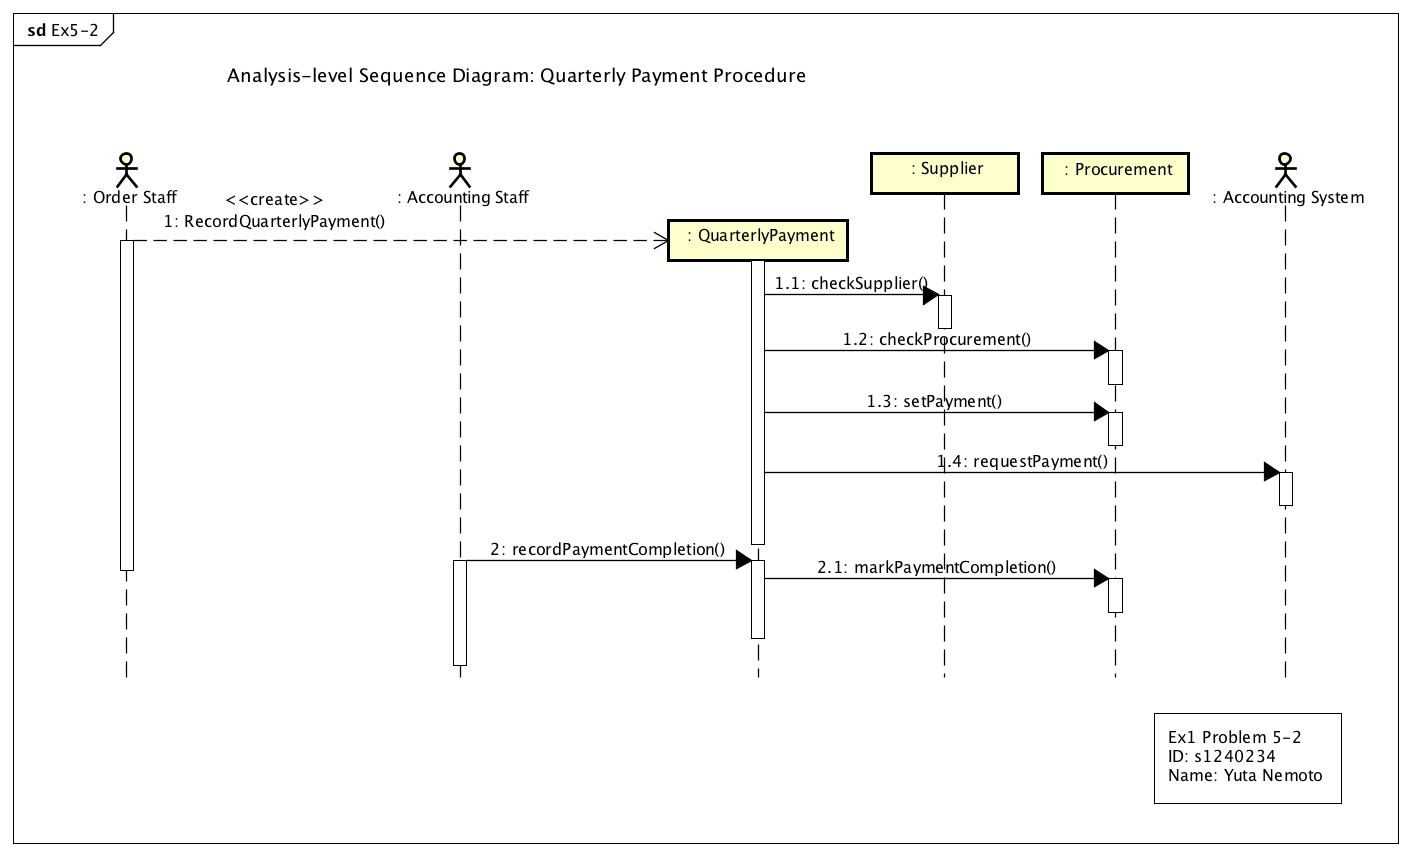 sd Ex5-2
Analysis-level Sequence Diagram: Quarterly Payment Procedure
: Supplier
: Procurement
: Order Staff
<<create>>
: Accounting Staff
: Accounting System
1: RecordQuarterlyPayment()
: QuarterlyPayment
1.1: checkSupplier()
1.2: checkProcurement()
1.3: setPayment()
1.4: requestPayment()
2: recordPaymentCompletion()
2.1: markPaymentCompletion()
Ex1 Problem 5-2
ID: s1240234
Name: Yuta Nemoto